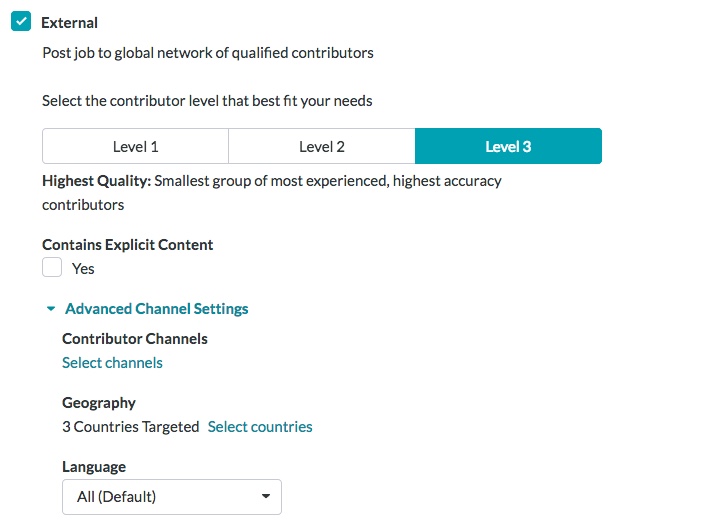 External
Post job to global network of qualified contributors
Select the contributor level that best fit your needs
Level 1 Level 2 Level 3
Highest Quality: Smallest group of most experienced, highest accuracy
contributors
Contains Explicit Content
Yes
Advanced Channel Settings
Contributor Channels
Select channels
Geography
3 Countries Targeted Select countries
Language
All (Default)